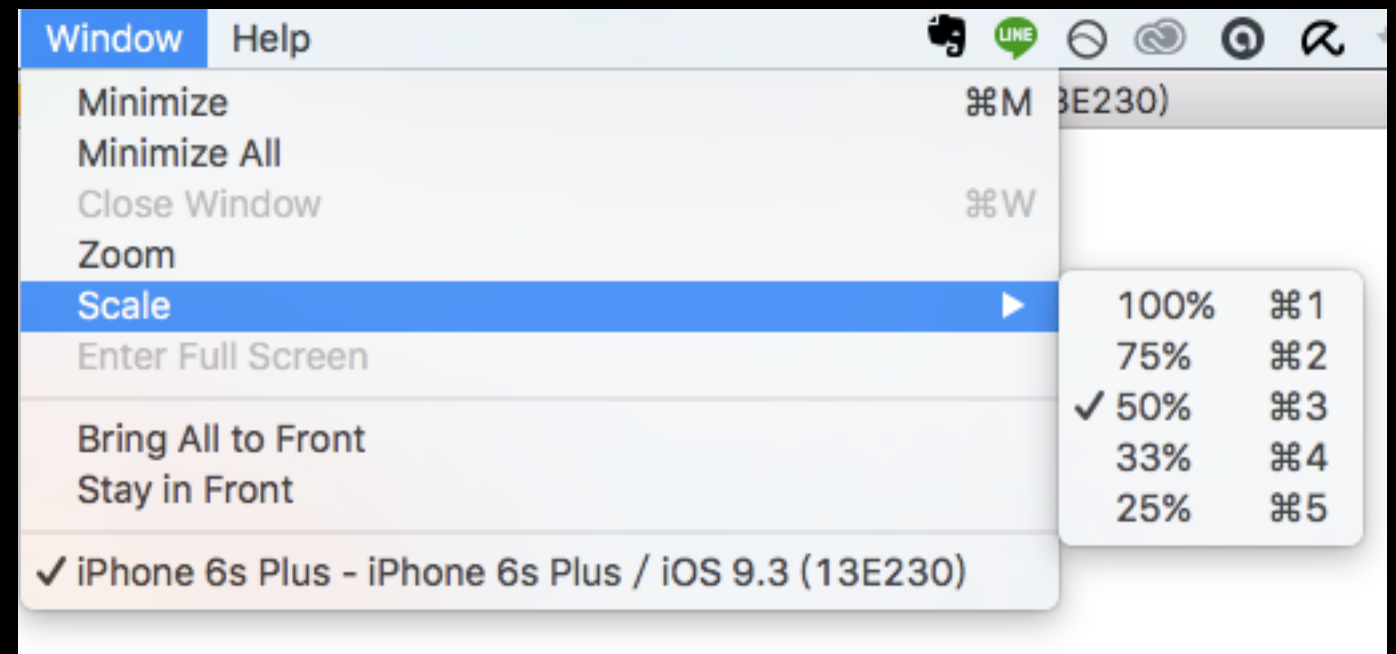 Window Help LINE
Minimize ⌘M 3E230)
Minimize All
Close Window ⌘W
Zoom
Scale ▶ 100% ⌘1
Enter Full Screen 75% ⌘2
✓ 50% ⌘3
Bring All to Front 33% ⌘4
Stay in Front 25% ⌘5
✓ iPhone 6s Plus - iPhone 6s Plus / iOS 9.3 (13E230)